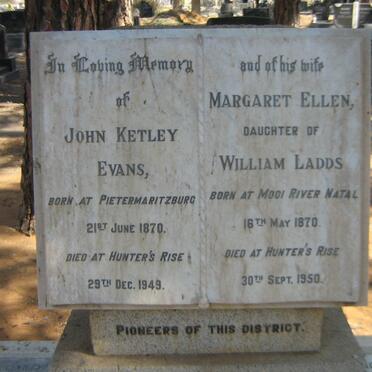 In Loving Memory
of
JOHN KETLEY
EVANS,
BORN AT PIETERMARITZBURG
21ST JUNE 1870.
DIED AT HUNTER'S RISE
29TH DEC. 1949.
and of his wife
MARGARET ELLEN,
DAUGHTER OF
WILLIAM LADDS
BORN AT MOOI RIVER NATAL
16TH MAY 1870.
DIED AT HUNTER'S RISE
30TH SEPT. 1950.
PIONEERS OF THIS DISTRICT.